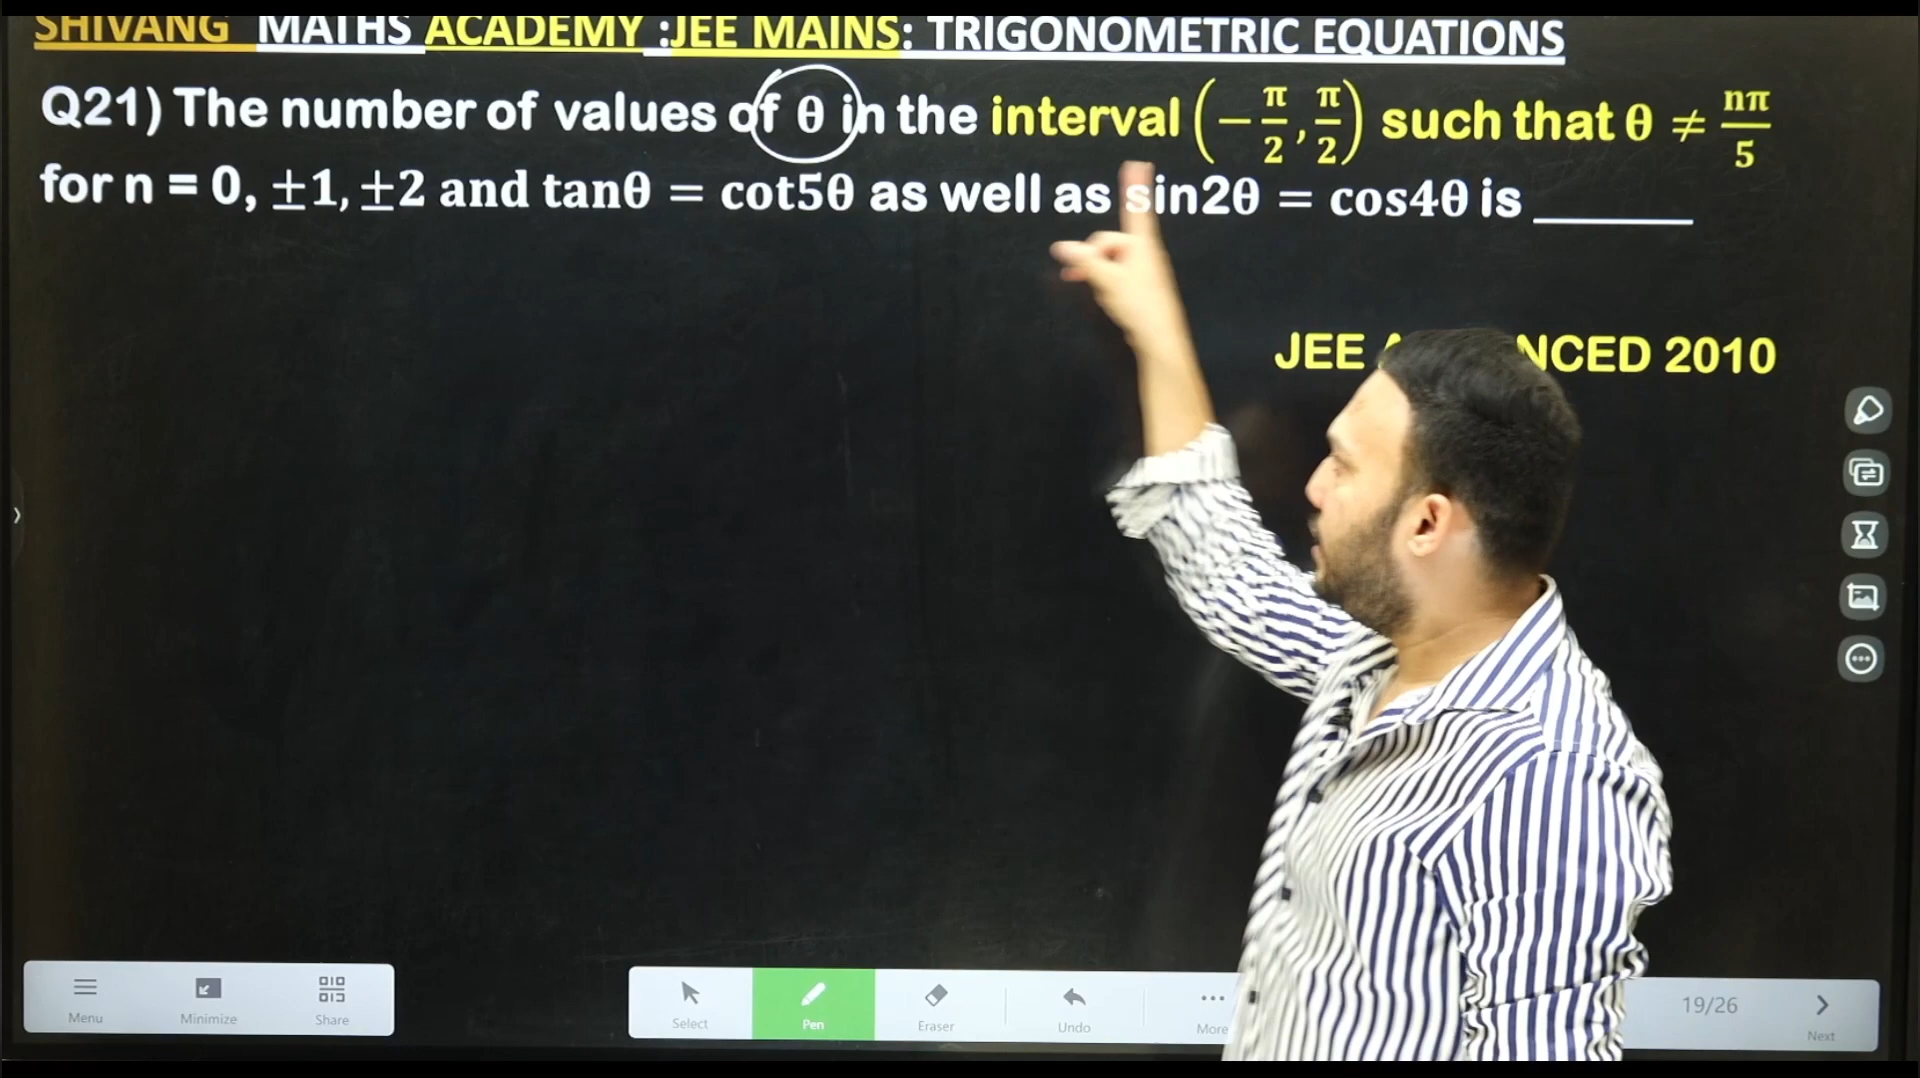 SHIVANG MATHS ACADEMY :JEE MAINS: TRIGONOMETRIC EQUATIONS
Q21) The number of values of θ in the interval (−π/2, π/2) such that θ ≠ nπ/5
for n = 0, ±1, ±2 and tanθ = cot5θ as well as sin2θ = cos4θ is ______
JEE NCED 2010
Menu Minimize Share Select Pen Eraser Undo More 19/26 Next